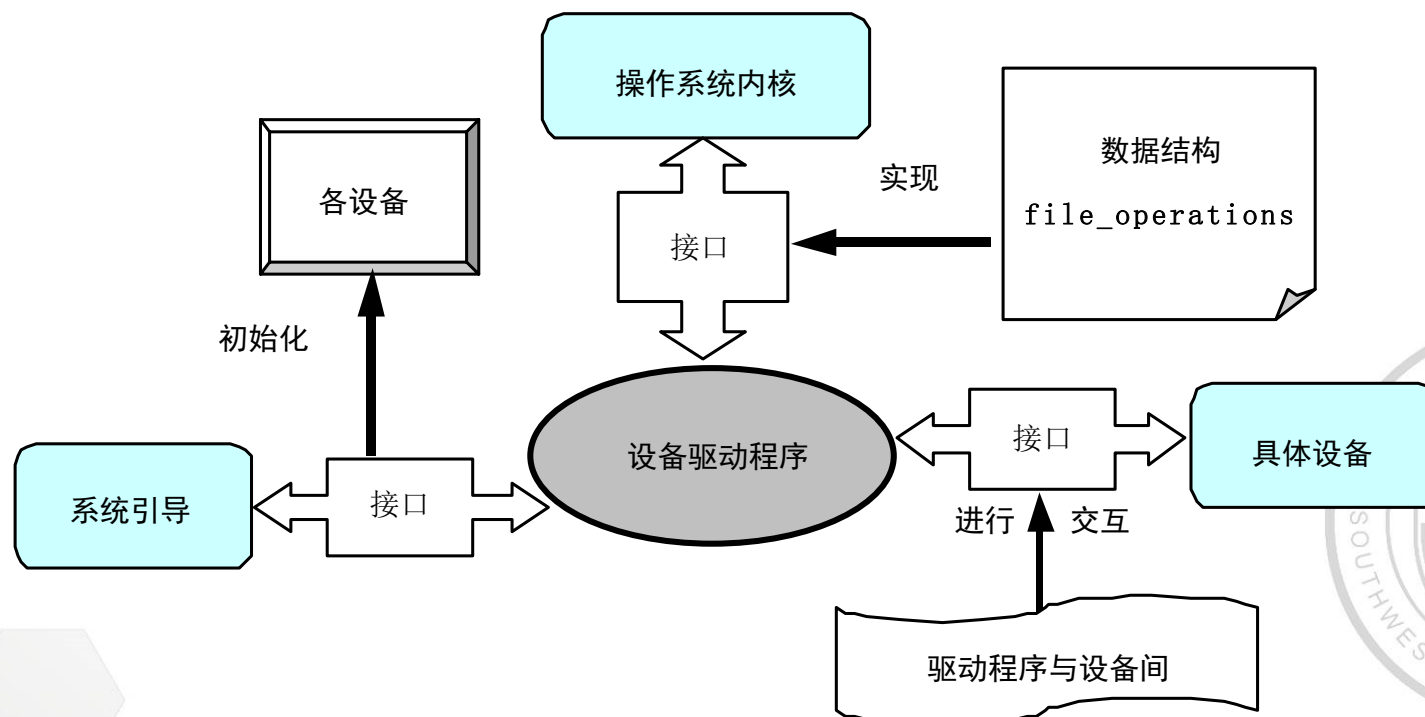 操作系统内核
数据结构
file_operations
实现
各设备
接口
初始化
设备驱动程序
接口
具体设备
系统引导
接口
进行
交互
驱动程序与设备间